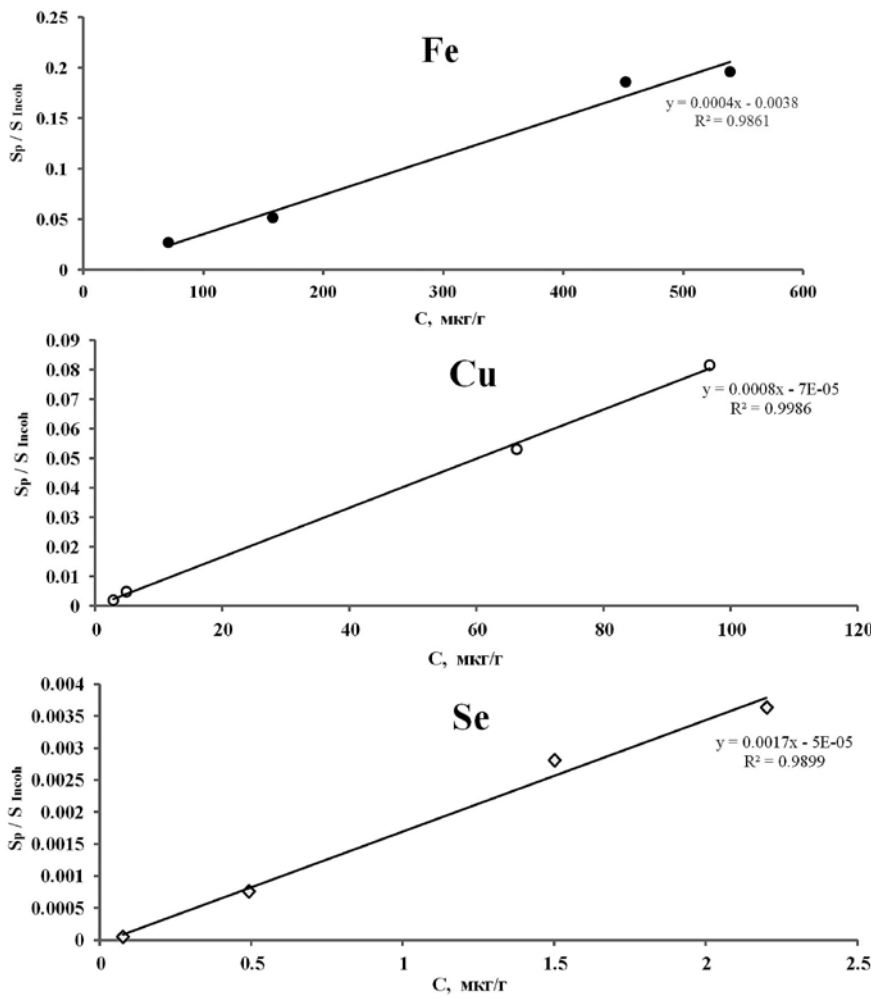 Fe
0.25
0.2
0.15
0.1
0.05
0
Sp / S Incoh
y = 0.0004x - 0.0038
R² = 0.9861
0 100 200 300 400 500 600
C, мкг/г
Cu
0.09
0.08
0.07
0.06
0.05
0.04
0.03
0.02
0.01
0
Sp / S Incoh
y = 0.0008x - 7E-05
R² = 0.9986
0 20 40 60 80 100 120
C, мкг/г
Se
0.004
0.0035
0.003
0.0025
0.002
0.0015
0.001
0.0005
0
Sp / S Incoh
y = 0.0017x - 5E-05
R² = 0.9899
0 0.5 1 1.5 2 2.5
C, мкг/г